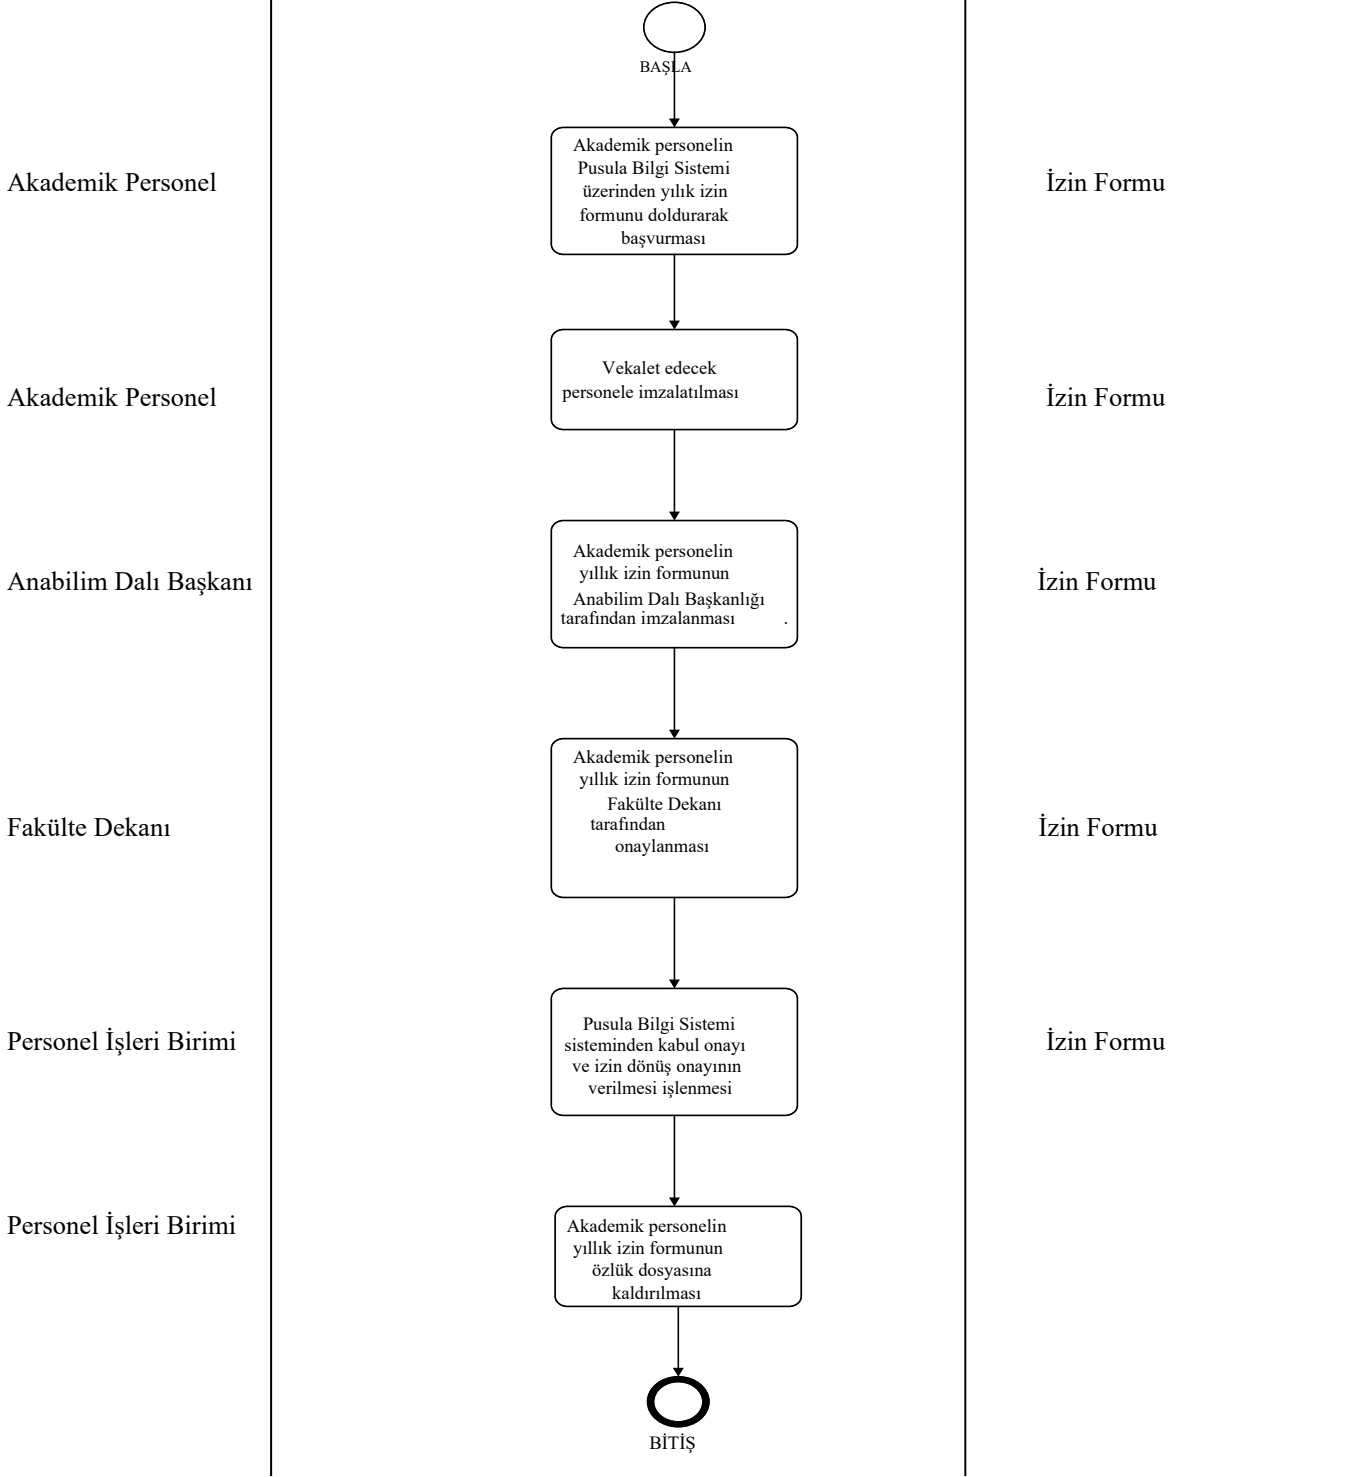 BAŞLA
Akademik Personel
Akademik personelin
Pusula Bilgi Sistemi
üzerinden yılık izin
formunu doldurarak
başvurması
İzin Formu
Akademik Personel
Vekalet edecek
personele imzalatılması
İzin Formu
Anabilim Dalı Başkanı
Akademik personelin
yıllık izin formunun
Anabilim Dalı Başkanlığı
tarafından imzalanması .
İzin Formu
Fakülte Dekanı
Akademik personelin
yıllık izin formunun
Fakülte Dekanı
tarafından
onaylanması
İzin Formu
Personel İşleri Birimi
Pusula Bilgi Sistemi
sisteminden kabul onayı
ve izin dönüş onayının
verilmesi işlenmesi
İzin Formu
Personel İşleri Birimi
Akademik personelin
yıllık izin formunun
özlük dosyasına
kaldırılması
BİTİŞ